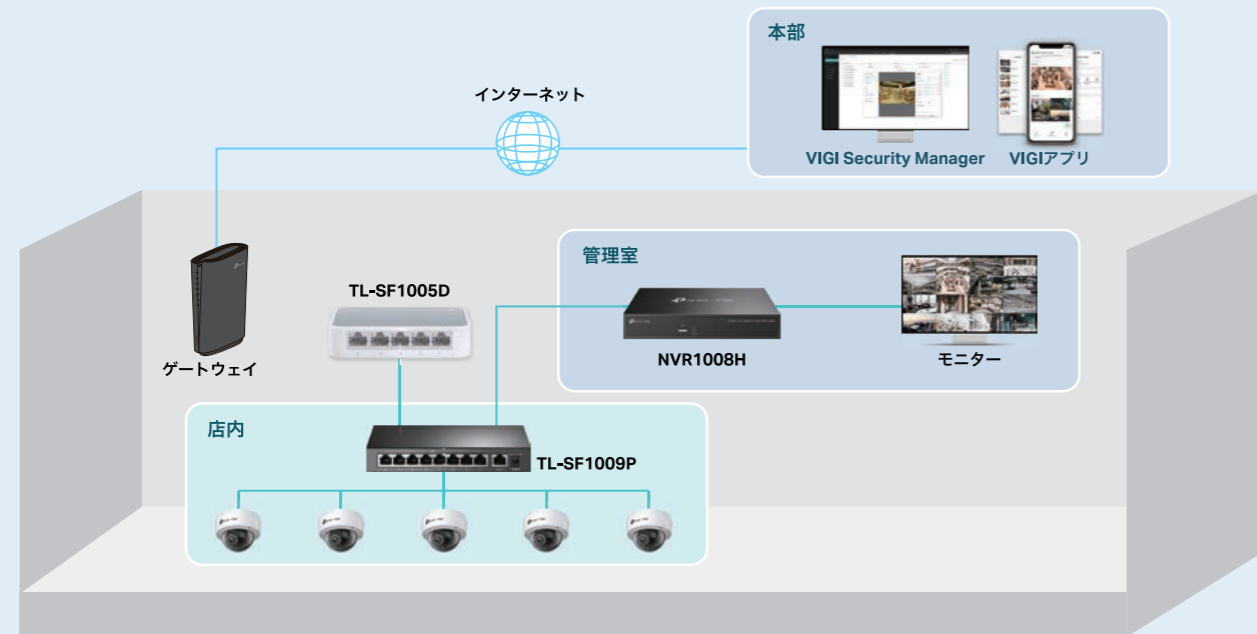 本部
インターネット
VIGI Security Manager
VIGIアプリ
管理室
TL-SF1005D
NVR1008H
モニター
ゲートウェイ
店内
TL-SF1009P